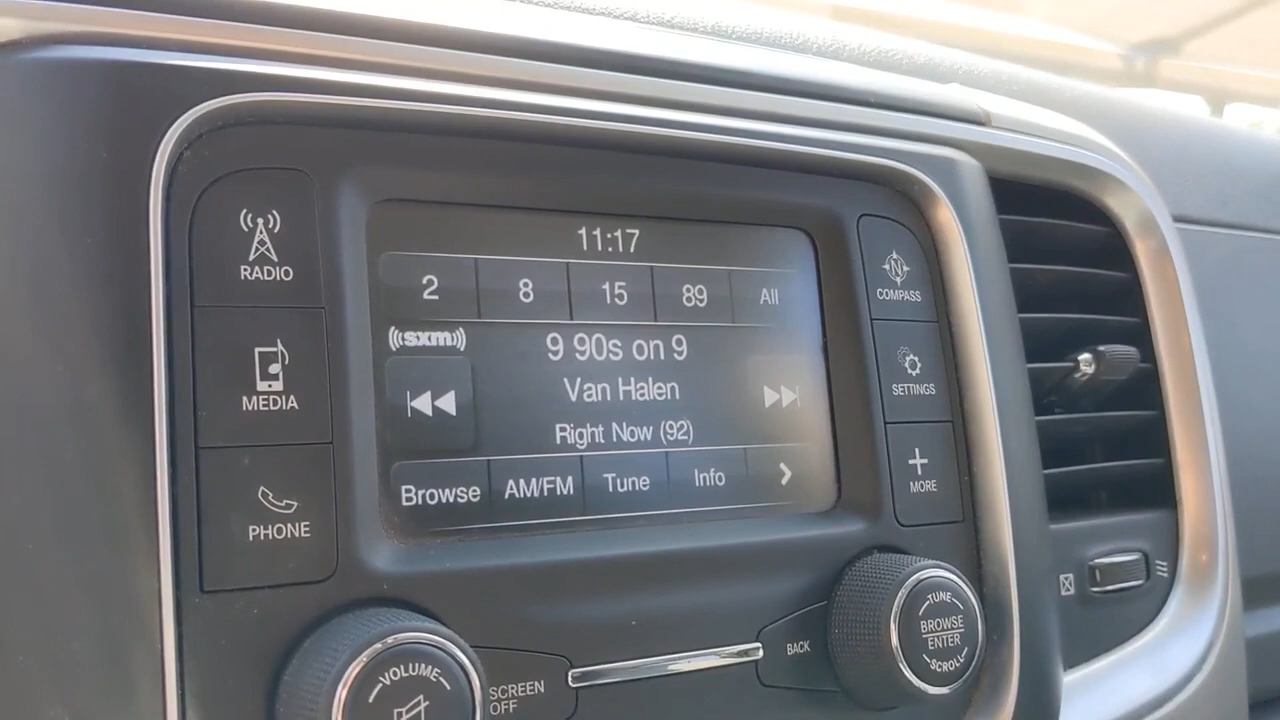 11:17
2 8 15 89 All
sxm
9 90s on 9
Van Halen
Right Now (92)
Browse AM/FM Tune Info
RADIO
MEDIA
PHONE
N
COMPASS
SETTINGS
MORE
VOLUME
SCREEN
OFF
BACK
TUNE
BROWSE
ENTER
SCROLL